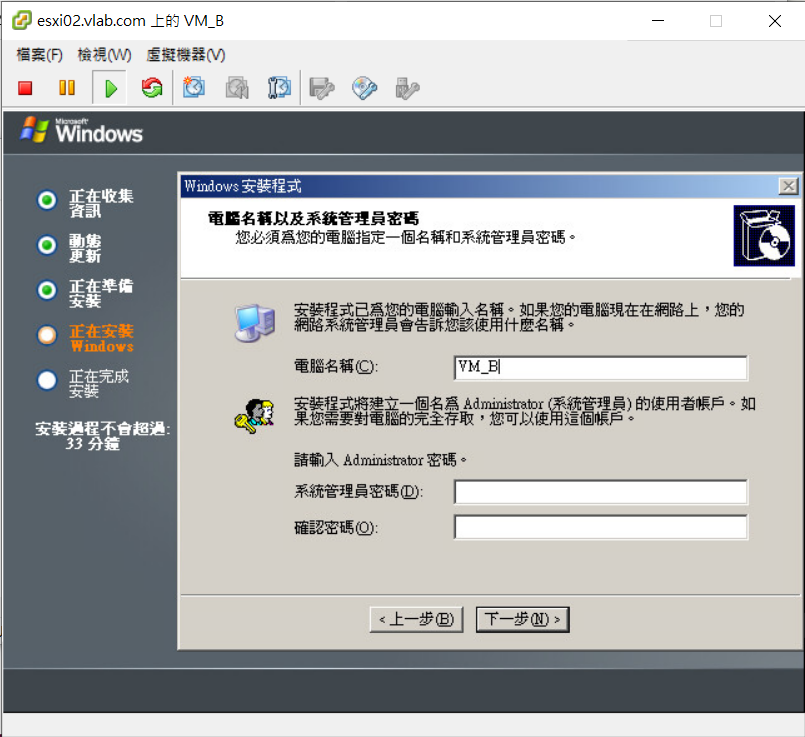 esxi02.vlab.com 上的 VM_B
檔案(F) 檢視(W) 虛擬機器(V)
Microsoft
Windows
正在收集
資訊
動態
更新
正在準備
安裝
正在安裝
Windows
正在完成
安裝
安裝過程不會超過:
33 分鐘
Windows 安裝程式
電腦名稱以及系統管理員密碼
您必須為您的電腦指定一個名稱和系統管理員密碼。
安裝程式已為您的電腦輸入名稱。如果您的電腦現在在網路上，您的
網路系統管理員會告訴您該使用什麼名稱。
電腦名稱(C):
VM_B
安裝程式將建立一個名為 Administrator (系統管理員) 的使用者帳戶。如
果您需要對電腦的完全存取，您可以使用這個帳戶。
請輸入 Administrator 密碼。
系統管理員密碼(D):
確認密碼(O):
< 上一步(B)
下一步(N) >